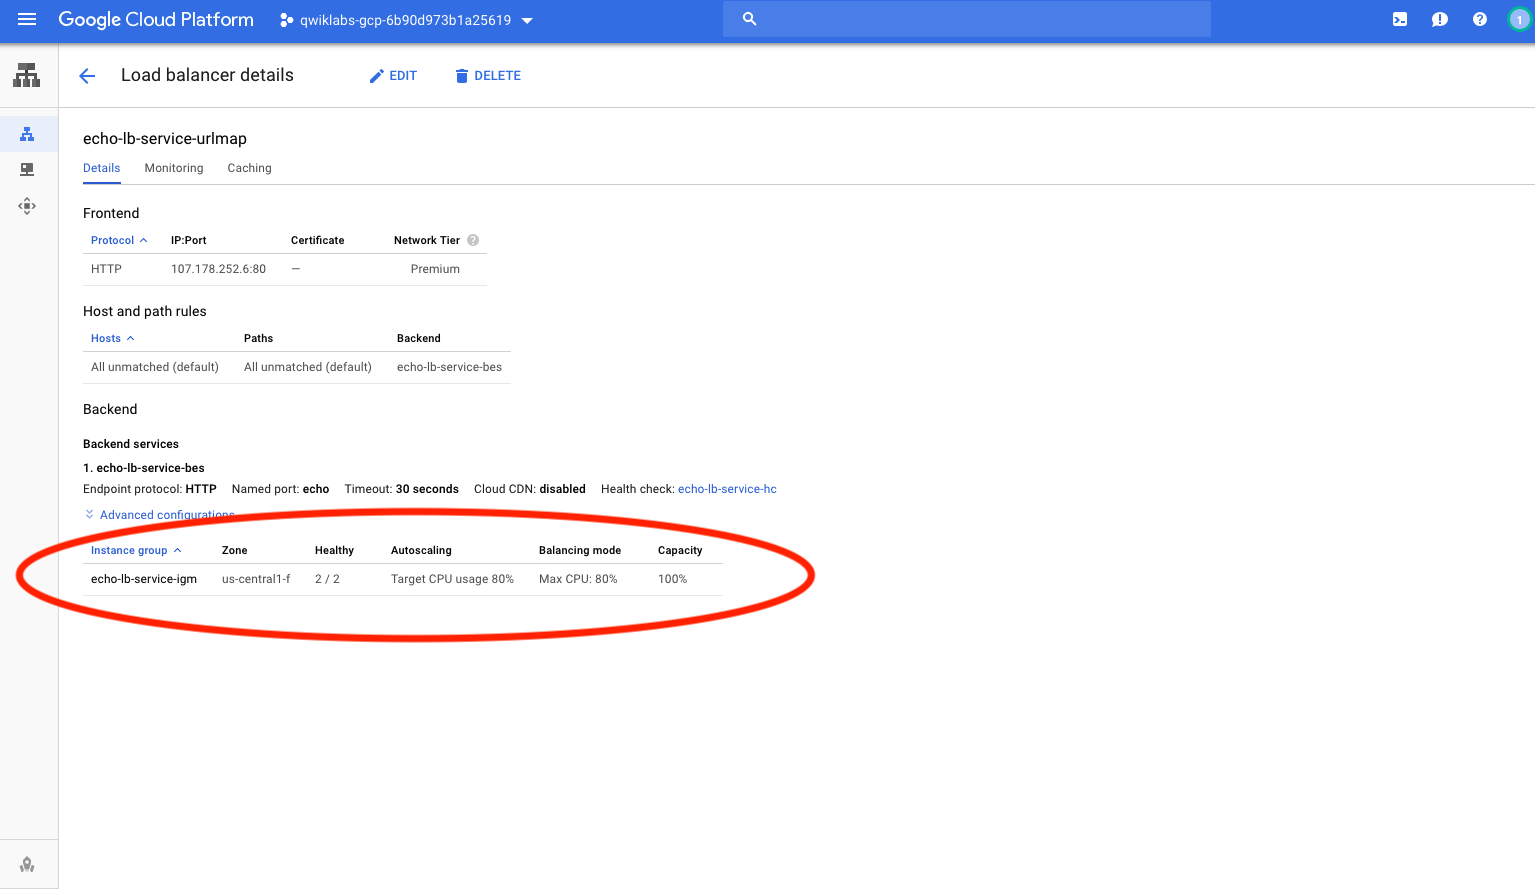 Google Cloud Platform qwiklabs-gcp-6b90d973b1a25619 1
Load balancer details EDIT DELETE
echo-lb-service-urlmap
Details Monitoring Caching
Frontend
Protocol IP:Port Certificate Network Tier ?
HTTP 107.178.252.6:80 — Premium
Host and path rules
Hosts Paths Backend
All unmatched (default) All unmatched (default) echo-lb-service-bes
Backend
Backend services
1. echo-lb-service-bes
Endpoint protocol: HTTP Named port: echo Timeout: 30 seconds Cloud CDN: disabled Health check: echo-lb-service-hc
Advanced configurations
Instance group Zone Healthy Autoscaling Balancing mode Capacity
echo-lb-service-igm us-central1-f 2 / 2 Target CPU usage 80% Max CPU: 80% 100%